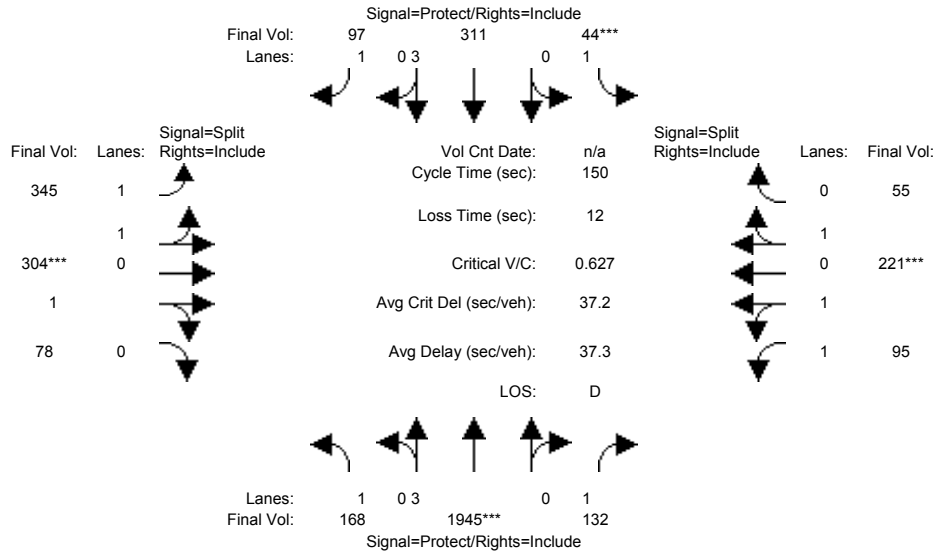 Signal=Protect/Rights=Include
Final Vol: 97 311 44***
Lanes: 1 0 3 0 1
Signal=Split Signal=Split
Final Vol: Lanes: Rights=Include Vol Cnt Date: n/a Rights=Include Lanes: Final Vol:
Cycle Time (sec): 150
345 1 0 55
Loss Time (sec): 12
1 1
304*** 0 Critical V/C: 0.627 0 221***
1 Avg Crit Del (sec/veh): 37.2 1
78 0 Avg Delay (sec/veh): 37.3 1 95
LOS: D
Lanes: 1 0 3 0 1
Final Vol: 168 1945*** 132
Signal=Protect/Rights=Include